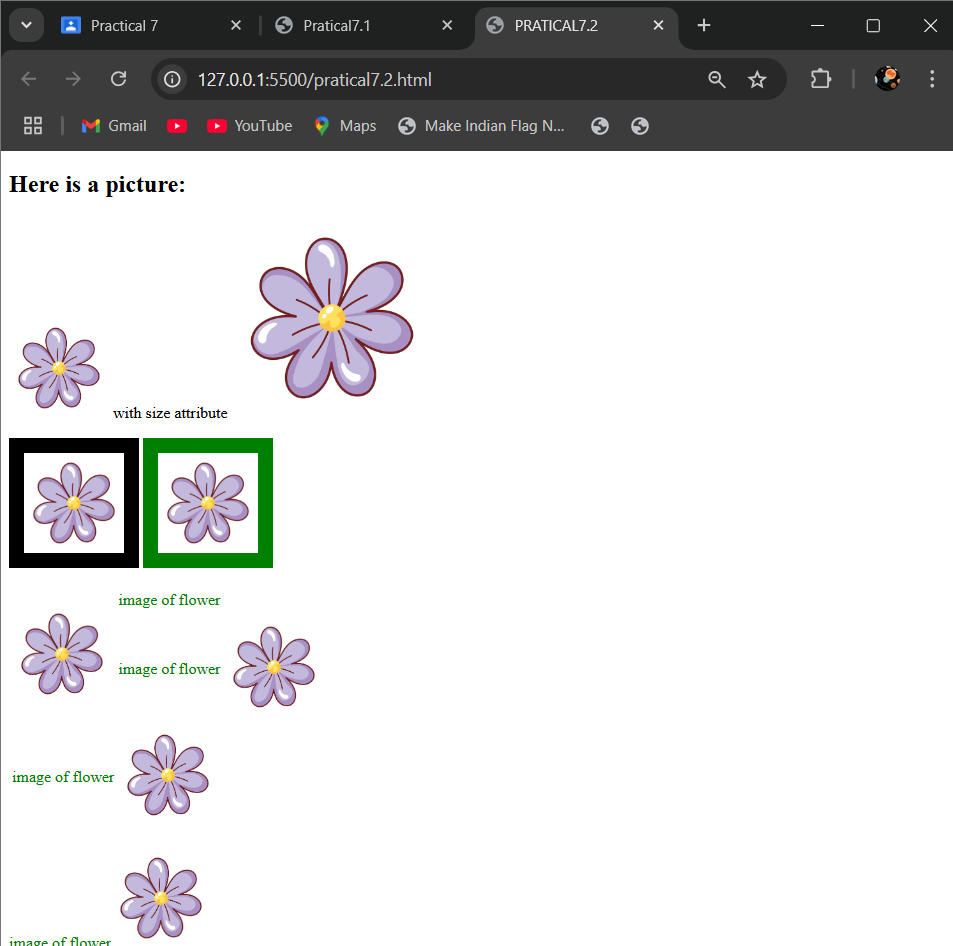 Practical 7
Pratical7.1
PRATICAL7.2
127.0.0.1:5500/pratical7.2.html
Gmail
YouTube
Maps
Make Indian Flag N...
Here is a picture:
with size attribute
image of flower
image of flower
image of flower
image of flower